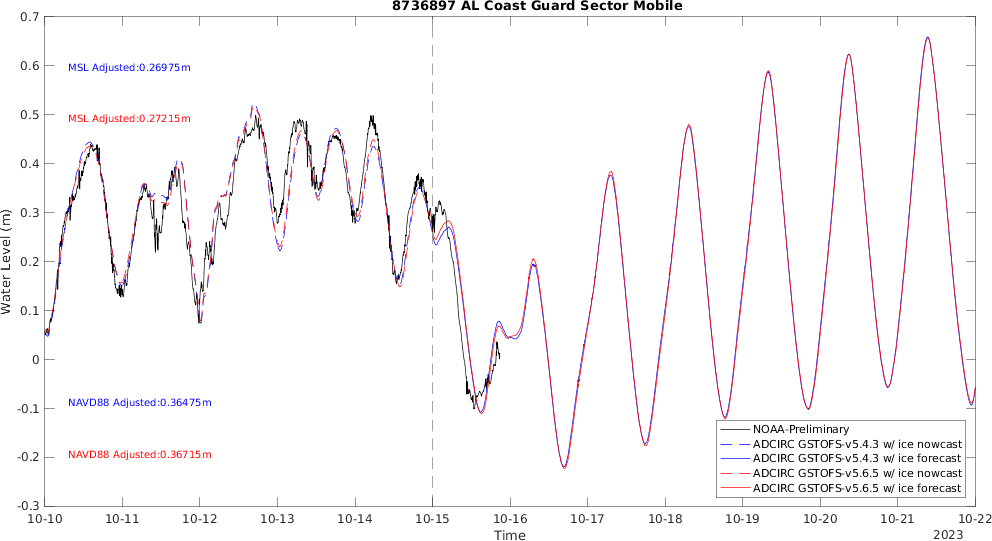 8736897 AL Coast Guard Sector Mobile
0.7
0.6
0.5
0.4
0.3
0.2
0.1
0
-0.1
-0.2
-0.3
Water Level (m)
MSL Adjusted:0.26975m
MSL Adjusted:0.27215m
NAVD88 Adjusted:0.36475m
NAVD88 Adjusted:0.36715m
NOAA-Preliminary
ADCIRC GSTOFS-v5.4.3 w/ ice nowcast
ADCIRC GSTOFS-v5.4.3 w/ ice forecast
ADCIRC GSTOFS-v5.6.5 w/ ice nowcast
ADCIRC GSTOFS-v5.6.5 w/ ice forecast
10-10 10-11 10-12 10-13 10-14 10-15 10-16 10-17 10-18 10-19 10-20 10-21 10-22
Time
2023